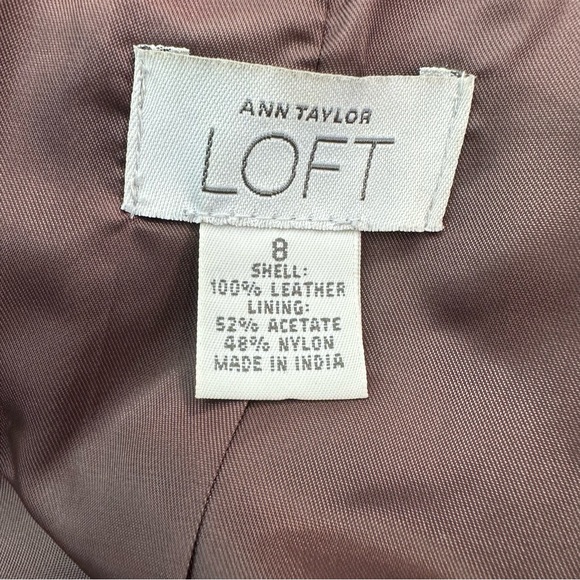 ANN TAYLOR
LOFT
8
SHELL:
100% LEATHER
LINING:
52% ACETATE
48% NYLON
MADE IN INDIA